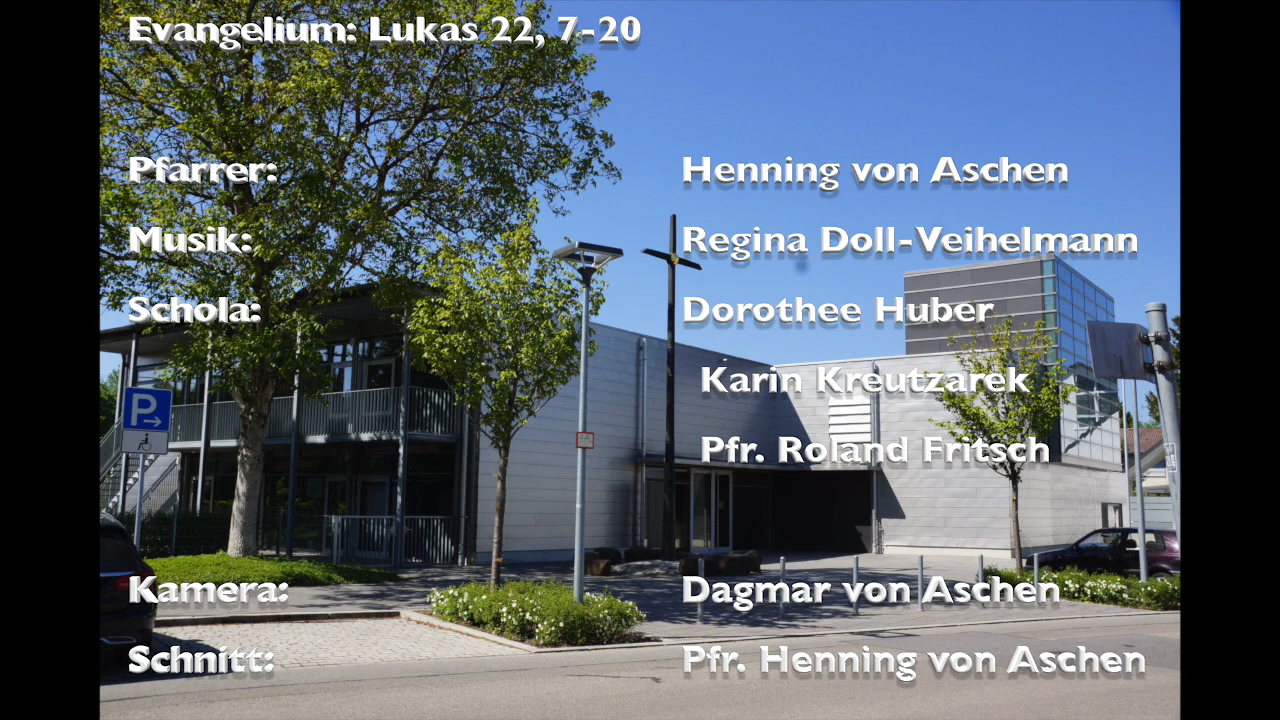 Evangelium: Lukas 22, 7-20
Pfarrer: Henning von Aschen
Musik: Regina Doll-Veihelmann
Schola: Dorothee Huber
Karin Kreutzarek
Pfr. Roland Fritsch
P
Kamera: Dagmar von Aschen
Schnitt: Pfr. Henning von Aschen